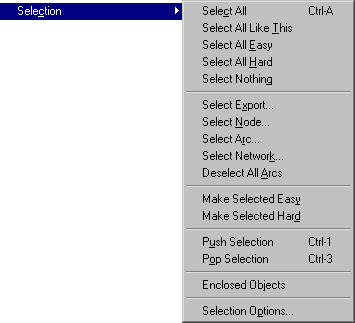 Selection
Select All Ctrl-A
Select All Like This
Select All Easy
Select All Hard
Select Nothing
Select Export...
Select Node...
Select Arc...
Select Network...
Deselect All Arcs
Make Selected Easy
Make Selected Hard
Push Selection Ctrl-1
Pop Selection Ctrl-3
Enclosed Objects
Selection Options...